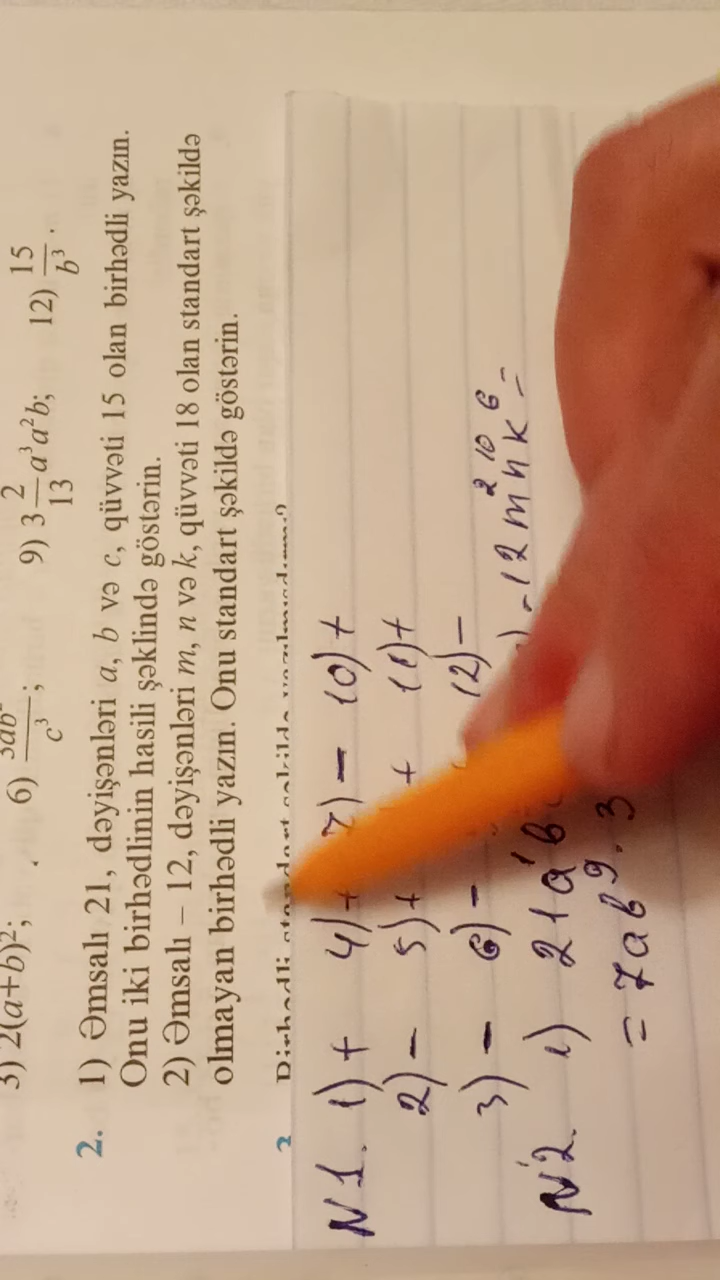 3) 2(a+b)²; 6) 3ab²/c³; 9) 3 2/13 a³a²b; 12) 15/b³.
2. 1) Əmsalı 21, dəyişənləri a, b və c, qüvvəti 15 olan birhədli yazın.
Onu iki birhədlinin hasili şəklində göstərin.
2) Əmsalı – 12, dəyişənləri m, n və k, qüvvəti 18 olan standart şəkildə
olmayan birhədli yazın. Onu standart şəkildə göstərin.
N1. 1) + 4) + 7) – 10) +
2) – 5) + + 11) +
3) – 6) – 12) –
N2. 1) 21a¹b ) -12m²n¹⁰k⁶ =
= 7ab⁹·3